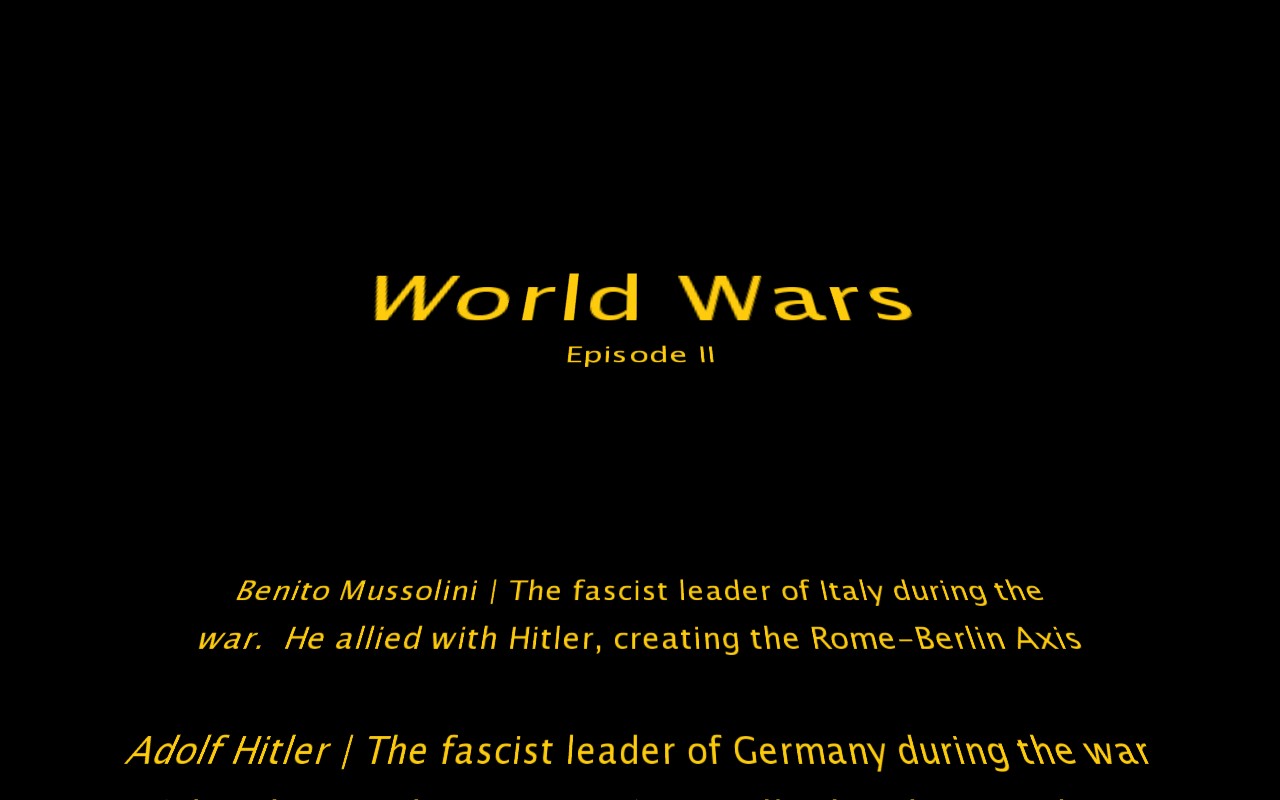 World Wars
Episode II
Benito Mussolini | The fascist leader of Italy during the
war.  He allied with Hitler, creating the Rome-Berlin Axis
Adolf Hitler | The fascist leader of Germany during the war